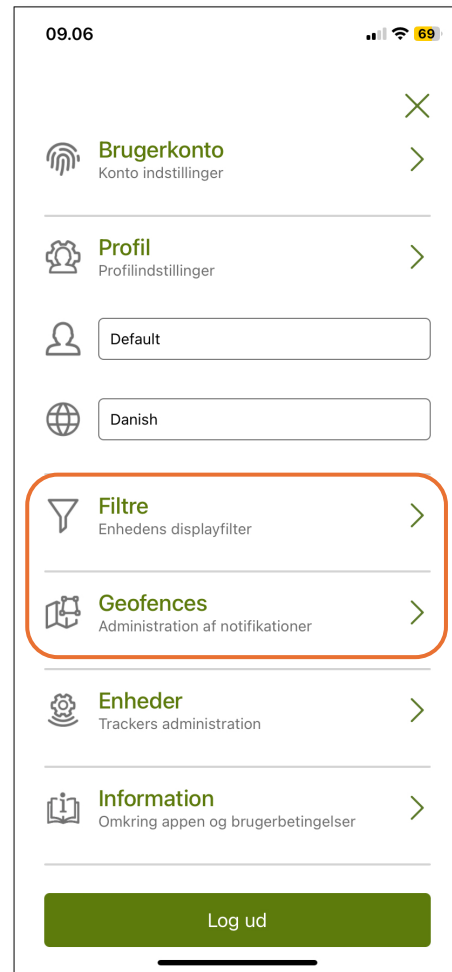 09.06
69
Brugerkonto
Konto indstillinger
Profil
Profilindstillinger
Default
Danish
Filtre
Enhedens displayfilter
Geofences
Administration af notifikationer
Enheder
Trackers administration
Information
Omkring appen og brugerbetingelser
Log ud